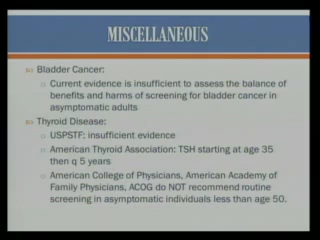 MISCELLANEOUS
Bladder Cancer:
Current evidence is insufficient to assess the balance of
benefits and harms of screening for bladder cancer in
asymptomatic adults
Thyroid Disease:
USPSTF: insufficient evidence
American Thyroid Association: TSH starting at age 35
then q 5 years
American College of Physicians, American Academy of
Family Physicians, ACOG do NOT recommend routine
screening in asymptomatic individuals less than age 50.